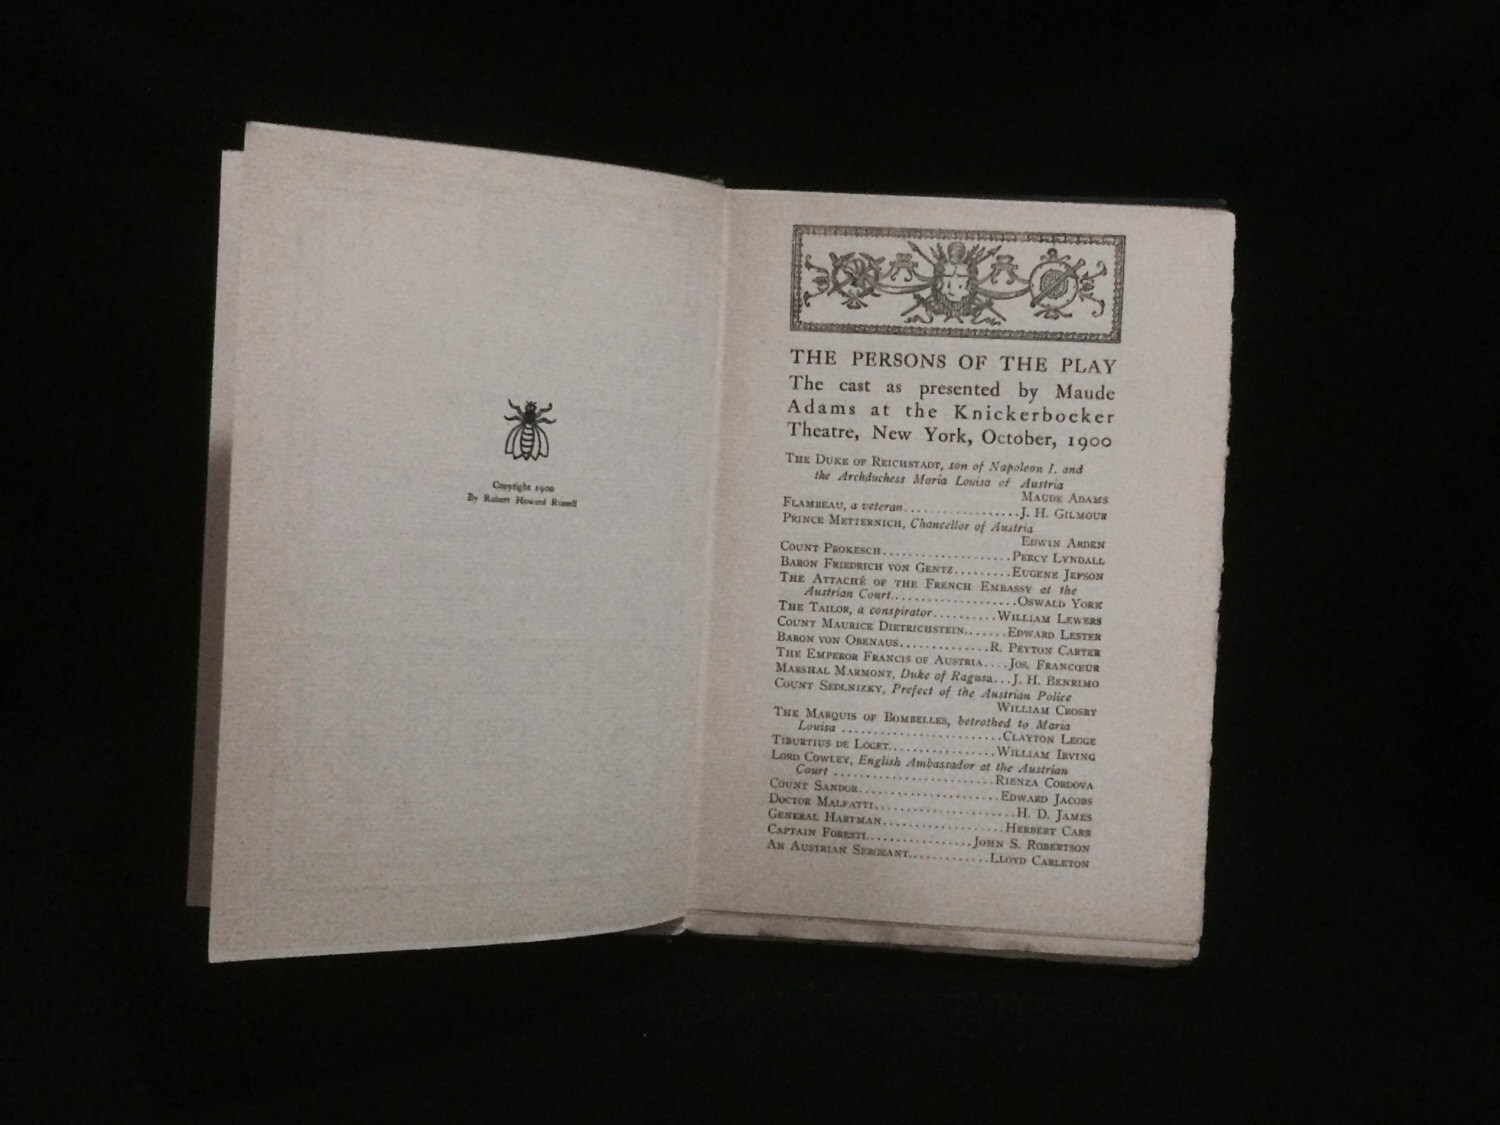 Copyright 1900
By Robert Howard Russell
THE PERSONS OF THE PLAY
The cast as presented by Maude
Adams at the Knickerbocker
Theatre, New York, October, 1900
THE DUKE OF REICHSTADT, son of Napoleon I. and
the Archduchess Maria Louisa of Austria
MAUDE ADAMS
FLAMBEAU, a veteran.................J. H. GILMOUR
PRINCE METTERNICH, Chancellor of Austria
EDWIN ARDEN
COUNT PROKESCH...................PERCY LYNDALL
BARON FRIEDRICH VON GENTZ.........EUGENE JEPSON
THE ATTACHÉ OF THE FRENCH EMBASSY at the
Austrian Court...................OSWALD YORK
THE TAILOR, a conspirator..........WILLIAM LEWERS
COUNT MAURICE DIETRICHSTEIN.......EDWARD LESTER
BARON VON OBENAUS.............R. PEYTON CARTER
THE EMPEROR FRANCIS OF AUSTRIA....JOS. FRANCŒUR
MARSHAL MARMONT, Duke of Ragusa...J. H. BENRIMO
COUNT SEDLNIZKY, Prefect of the Austrian Police
WILLIAM CROSBY
THE MARQUIS OF BOMBELLES, betrothed to Maria
Louisa ........................CLAYTON LEGGE
TIBURTIUS DE LOGET................WILLIAM IRVING
LORD COWLEY, English Ambassador at the Austrian
Court ........................RIENZA CORDOVA
COUNT SANDOR.....................EDWARD JACOBS
DOCTOR MALFATTI.....................H. D. JAMES
GENERAL HARTMAN..................HERBERT CARR
CAPTAIN FORESTI................JOHN S. ROBERTSON
AN AUSTRIAN SERGEANT............LLOYD CARLETON